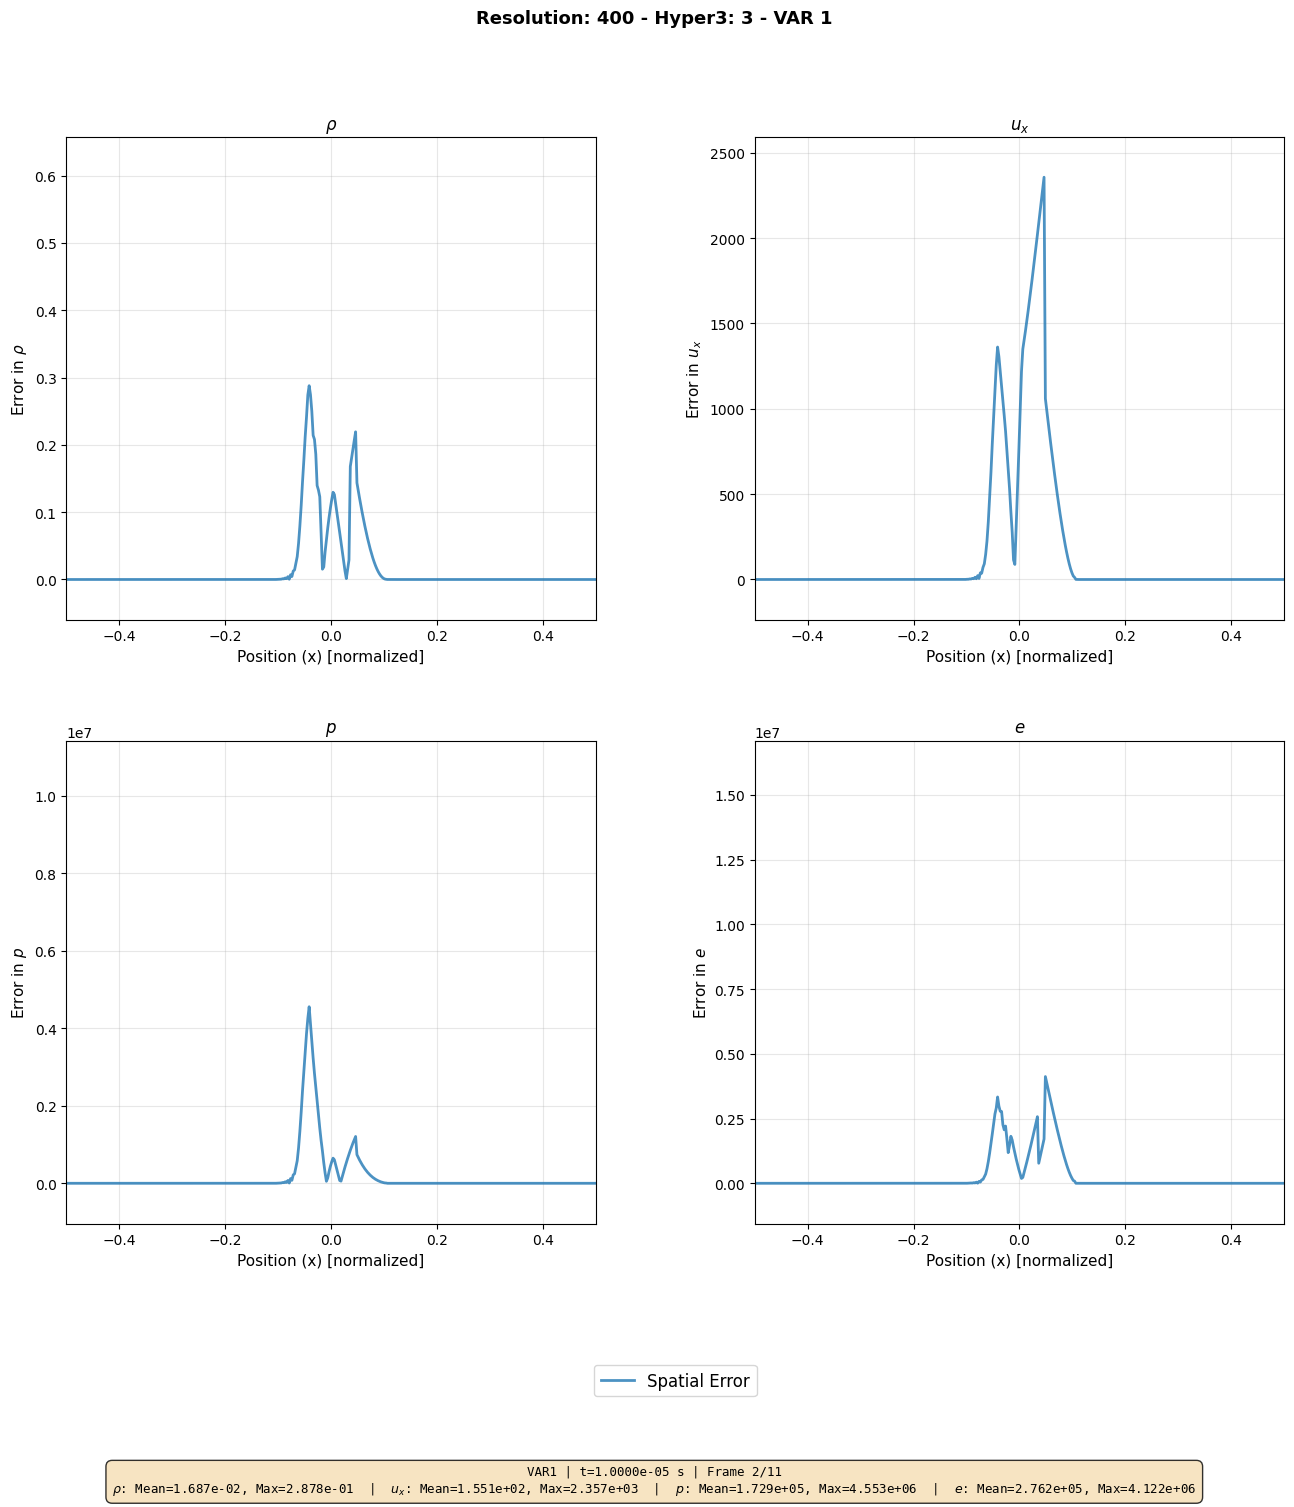 Resolution: 400 - Hyper3: 3 - VAR 1
ρ
0.6
0.5
0.4
0.3
0.2
0.1
0.0
Error in ρ
−0.4 −0.2 0.0 0.2 0.4
Position (x) [normalized]
u_x
2500
2000
1500
1000
500
0
Error in u_x
−0.4 −0.2 0.0 0.2 0.4
Position (x) [normalized]
p
1e7
1.0
0.8
0.6
0.4
0.2
0.0
Error in p
−0.4 −0.2 0.0 0.2 0.4
Position (x) [normalized]
e
1e7
1.50
1.25
1.00
0.75
0.50
0.25
0.00
Error in e
−0.4 −0.2 0.0 0.2 0.4
Position (x) [normalized]
Spatial Error
VAR1 | t=1.0000e-05 s | Frame 2/11
ρ: Mean=1.687e-02, Max=2.878e-01 | u_x: Mean=1.551e+02, Max=2.357e+03 | p: Mean=1.729e+05, Max=4.553e+06 | e: Mean=2.762e+05, Max=4.122e+06